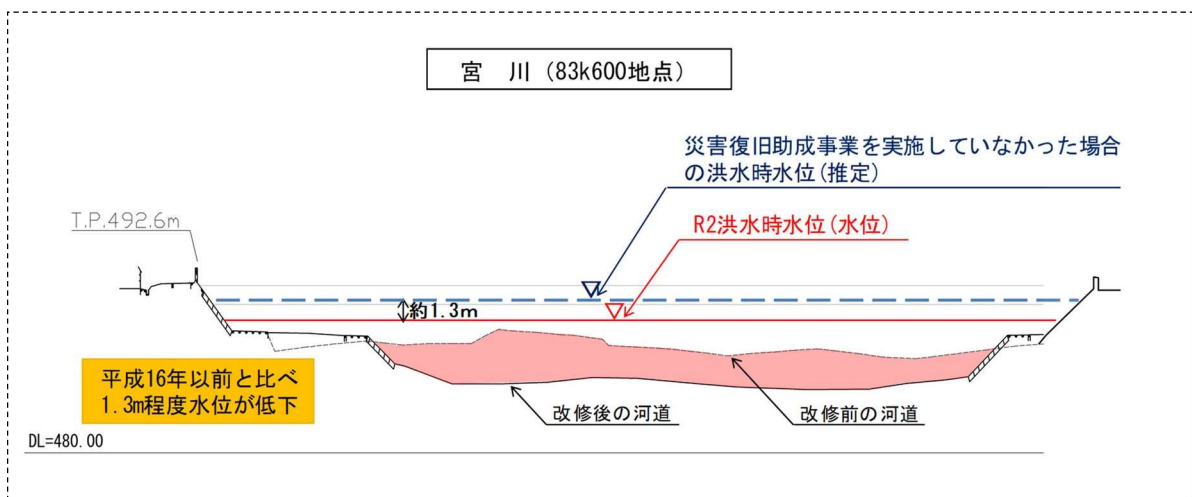 宮　川（83k600地点）
災害復旧助成事業を実施していなかった場合
の洪水時水位(推定)
T.P.492.6m
R2洪水時水位(水位)
約1.3m
平成16年以前と比べ
1.3m程度水位が低下
改修後の河道
改修前の河道
DL=480.00